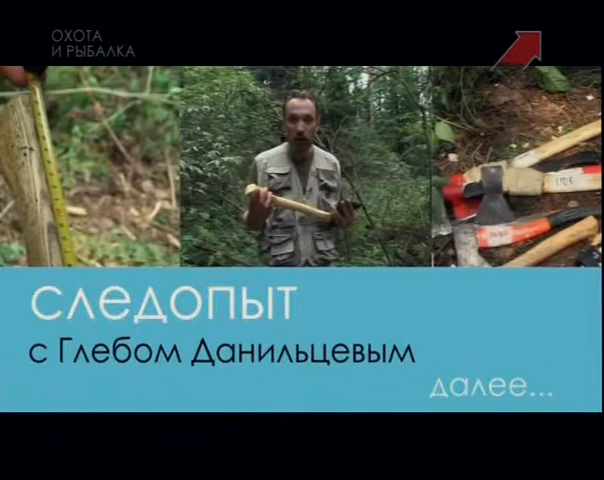 ОХОТА
И РЫБАЛКА
следопыт
с Глебом Данильцевым
далее...